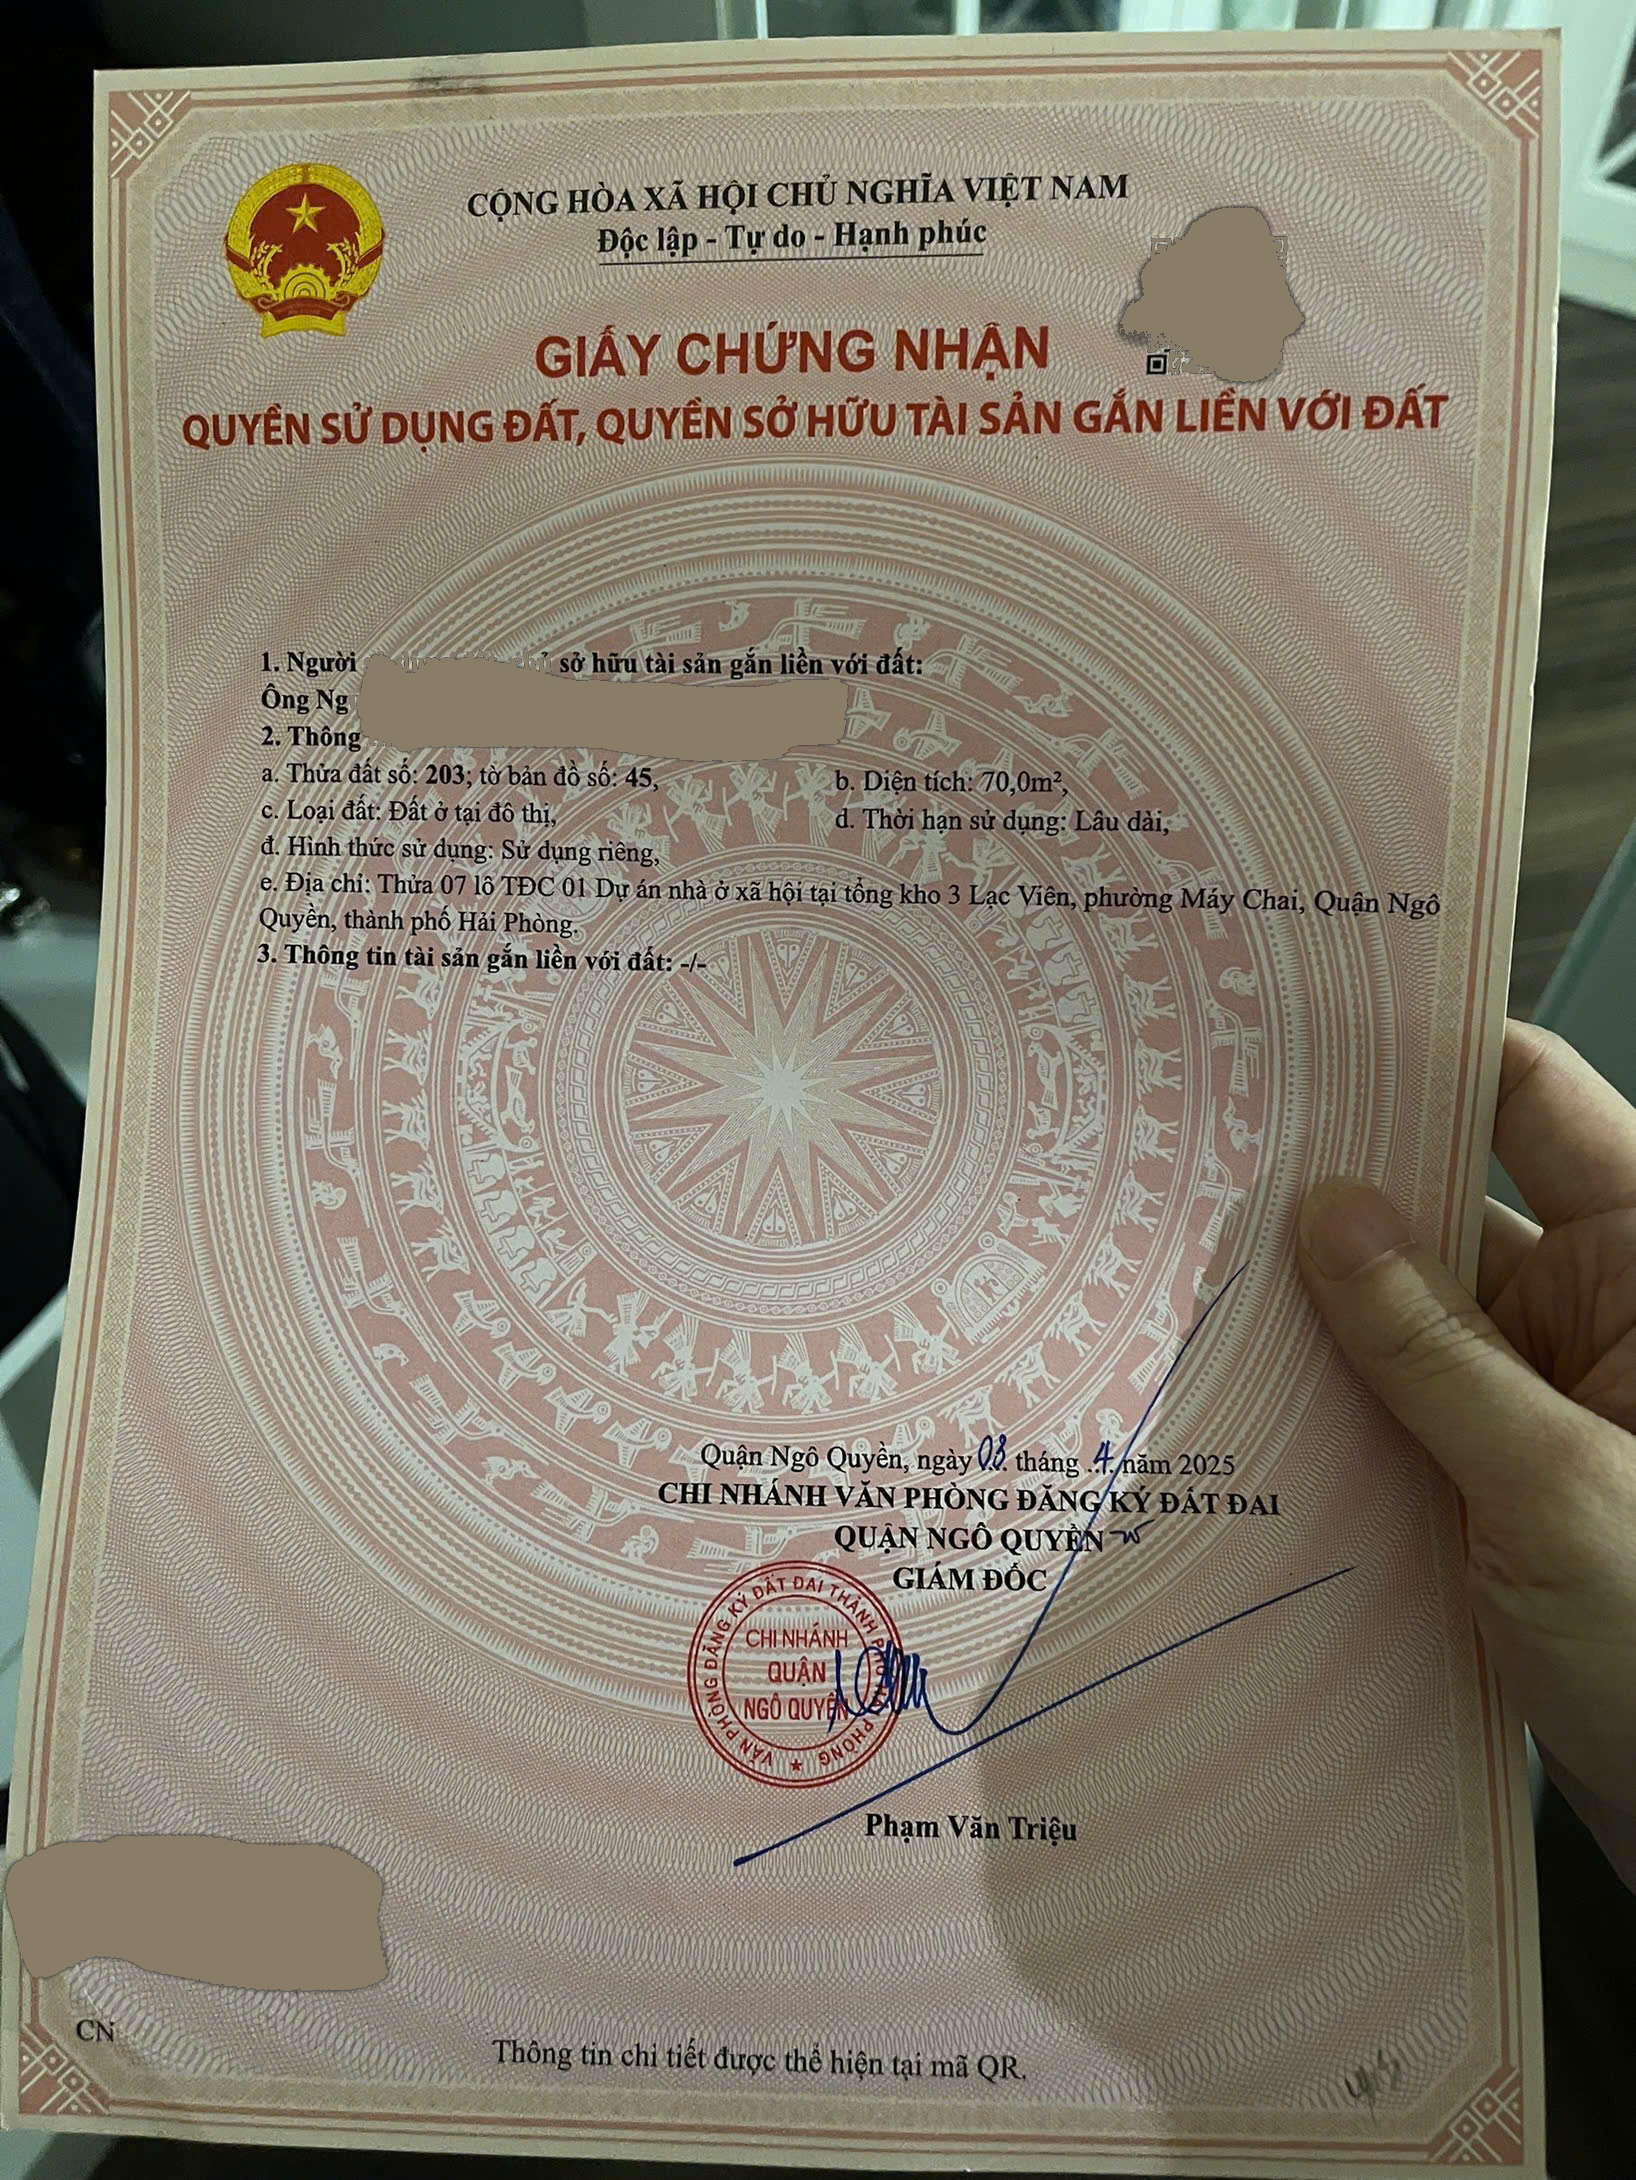 CỘNG HÒA XÃ HỘI CHỦ NGHĨA VIỆT NAM
Độc lập - Tự do - Hạnh phúc
GIẤY CHỨNG NHẬN
QUYỀN SỬ DỤNG ĐẤT, QUYỀN SỞ HỮU TÀI SẢN GẮN LIỀN VỚI ĐẤT
1. Người sở hữu tài sản gắn liền với đất:
Ông Ng
2. Thông
a. Thửa đất số: 203; tờ bản đồ số: 45,
b. Diện tích: 70,0m²,
c. Loại đất: Đất ở tại đô thị,
d. Thời hạn sử dụng: Lâu dài,
đ. Hình thức sử dụng: Sử dụng riêng,
e. Địa chỉ: Thửa 07 lô TĐC 01 Dự án nhà ở xã hội tại tổng kho 3 Lạc Viên, phường Máy Chai, Quận Ngô
Quyền, thành phố Hải Phòng.
3. Thông tin tài sản gắn liền với đất: -/-
Quận Ngô Quyền, ngày 03 tháng 4 năm 2025
CHI NHÁNH VĂN PHÒNG ĐĂNG KÝ ĐẤT ĐAI
QUẬN NGÔ QUYỀN
GIÁM ĐỐC
VĂN PHÒNG ĐĂNG KÝ ĐẤT ĐAI THÀNH PHỐ HẢI PHÒNG
CHI NHÁNH
QUẬN
NGÔ QUYỀN
Phạm Văn Triệu
CN
Thông tin chi tiết được thể hiện tại mã QR.